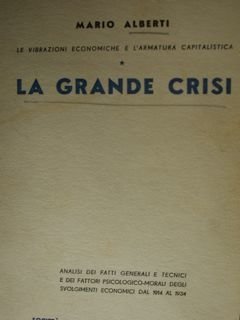 MARIO ALBERTI
LE VIBRAZIONI ECONOMICHE E L'ARMATURA CAPITALISTICA
LA GRANDE CRISI
ANALISI DEI FATTI GENERALI E TECNICI
E DEI FATTORI PSICOLOGICO-MORALI DEGLI
SVOLGIMENTI ECONOMICI DAL 1914 AL 1934